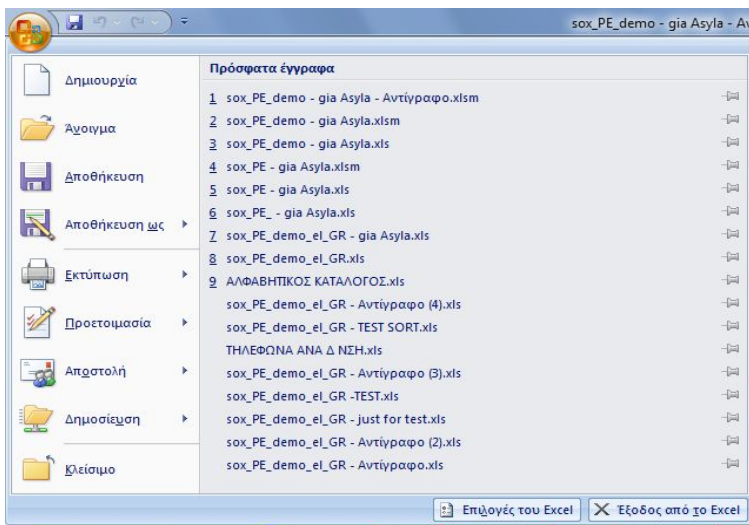 sox_PE_demo - gia Asyla - Αν
Δημιουργία
Άνοιγμα
Αποθήκευση
Αποθήκευση ως
Εκτύπωση
Προετοιμασία
Αποστολή
Δημοσίευση
Κλείσιμο
Πρόσφατα έγγραφα
1 sox_PE_demo - gia Asyla - Αντίγραφο.xlsm
2 sox_PE_demo - gia Asyla.xlsm
3 sox_PE_demo - gia Asyla.xls
4 sox_PE - gia Asyla.xlsm
5 sox_PE - gia Asyla.xls
6 sox_PE_ - gia Asyla.xls
7 sox_PE_demo_el_GR - gia Asyla.xls
8 sox_PE_demo_el_GR.xls
9 ΑΛΦΑΒΗΤΙΚΟΣ ΚΑΤΑΛΟΓΟΣ.xls
sox_PE_demo_el_GR - Αντίγραφο (4).xls
sox_PE_demo_el_GR - TEST SORT.xls
ΤΗΛΕΦΩΝΑ ΑΝΑ Δ ΝΣΗ.xls
sox_PE_demo_el_GR - Αντίγραφο (3).xls
sox_PE_demo_el_GR -TEST.xls
sox_PE_demo_el_GR - just for test.xls
sox_PE_demo_el_GR - Αντίγραφο (2).xls
sox_PE_demo_el_GR - Αντίγραφο.xls
Επιλογές του Excel
Έξοδος από το Excel